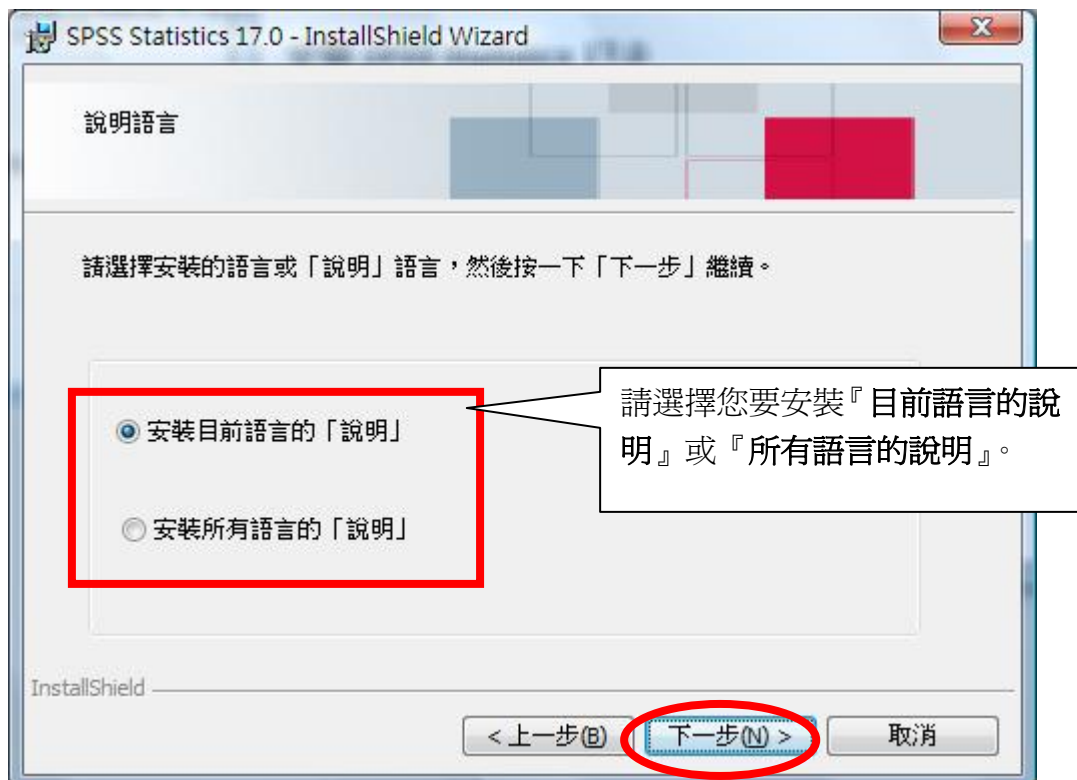 SPSS Statistics 17.0 - InstallShield Wizard
說明語言
請選擇安裝的語言或「說明」語言，然後按一下「下一步」繼續。
安裝目前語言的「說明」
請選擇您要安裝『目前語言的說
明』或『所有語言的說明』。
安裝所有語言的「說明」
InstallShield
< 上一步(B) 下一步(N) > 取消